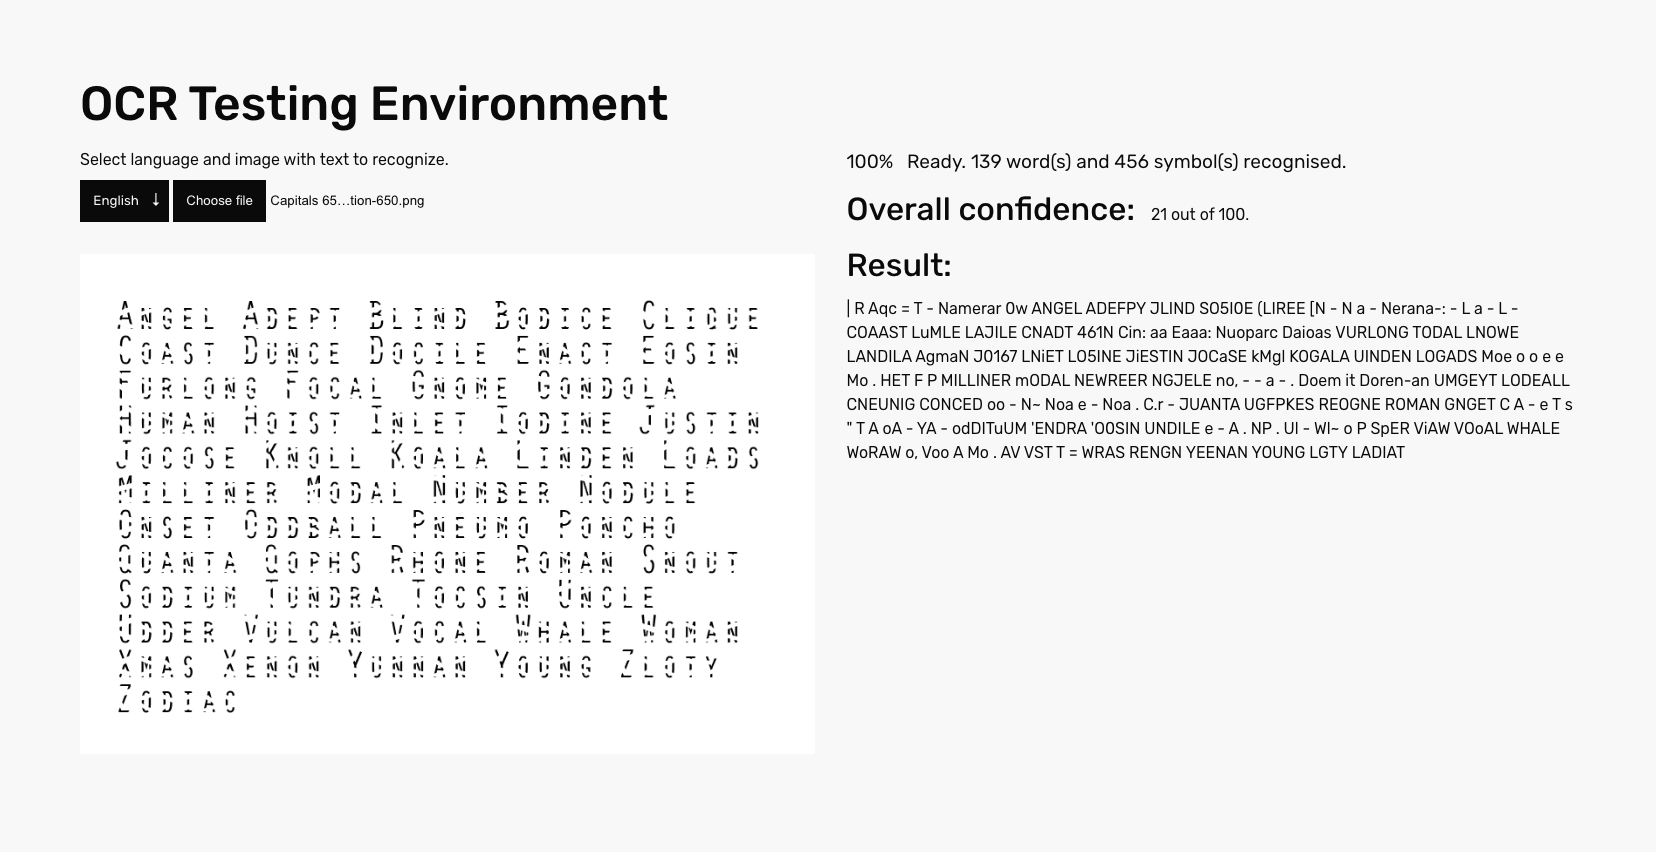 OCR Testing Environment
Select language and image with text to recognize.
English ↓ Choose file Capitals 65…tion-650.png
ANGEL ADEPT BLIND BODICE CLIQUE
COAST DUNCE DOCILE ENACT EOSIN
FURLONG FOCAL GNOME GONDOLA
HUMAN HOIST INLET IODINE JUSTIN
JOCOSE KNOLL KOALA LINDEN LOADS
MILLINER MODAL NUMBER NODULE
ONSET ODDBALL PNEUMO PONCHO
QUANTA QOPHS RHONE ROMAN SNOUT
SODIUM TUNDRA TOCSIN UNCLE
UDDER VULCAN VOCAL WHALE WOMAN
XMAS XENON YUNNAN YOUNG ZLOTY
ZODIAC
100% Ready. 139 word(s) and 456 symbol(s) recognised.
Overall confidence: 21 out of 100.
Result:
| R Aqc = T - Namerar 0w ANGEL ADEFPY JLIND SO5I0E (LIREE [N - N a - Nerana-: - L a - L -
COAAST LuMLE LAJILE CNADT 461N Cin: aa Eaaa: Nuoparc Daioas VURLONG TODAL LNOWE
LANDILA AgmaN J0167 LNiET LO5INE JiESTIN JOCaSE kMgl KOGALA UINDEN LOGADS Moe o o e e
Mo . HET F P MILLINER mODAL NEWREER NGJELE no, - - a - . Doem it Doren-an UMGEYT LODEALL
CNEUNIG CONCED oo - N~ Noa e - Noa . C.r - JUANTA UGFPKES REOGNE ROMAN GNGET C A - e T s
" T A oA - YA - odDITuUM 'ENDRA '00SIN UNDILE e - A . NP . UI - WI~ o P SpER ViAW VOoAL WHALE
WoRAW o, Voo A Mo . AV VST T = WRAS RENGN YEENAN YOUNG LGTY LADIAT